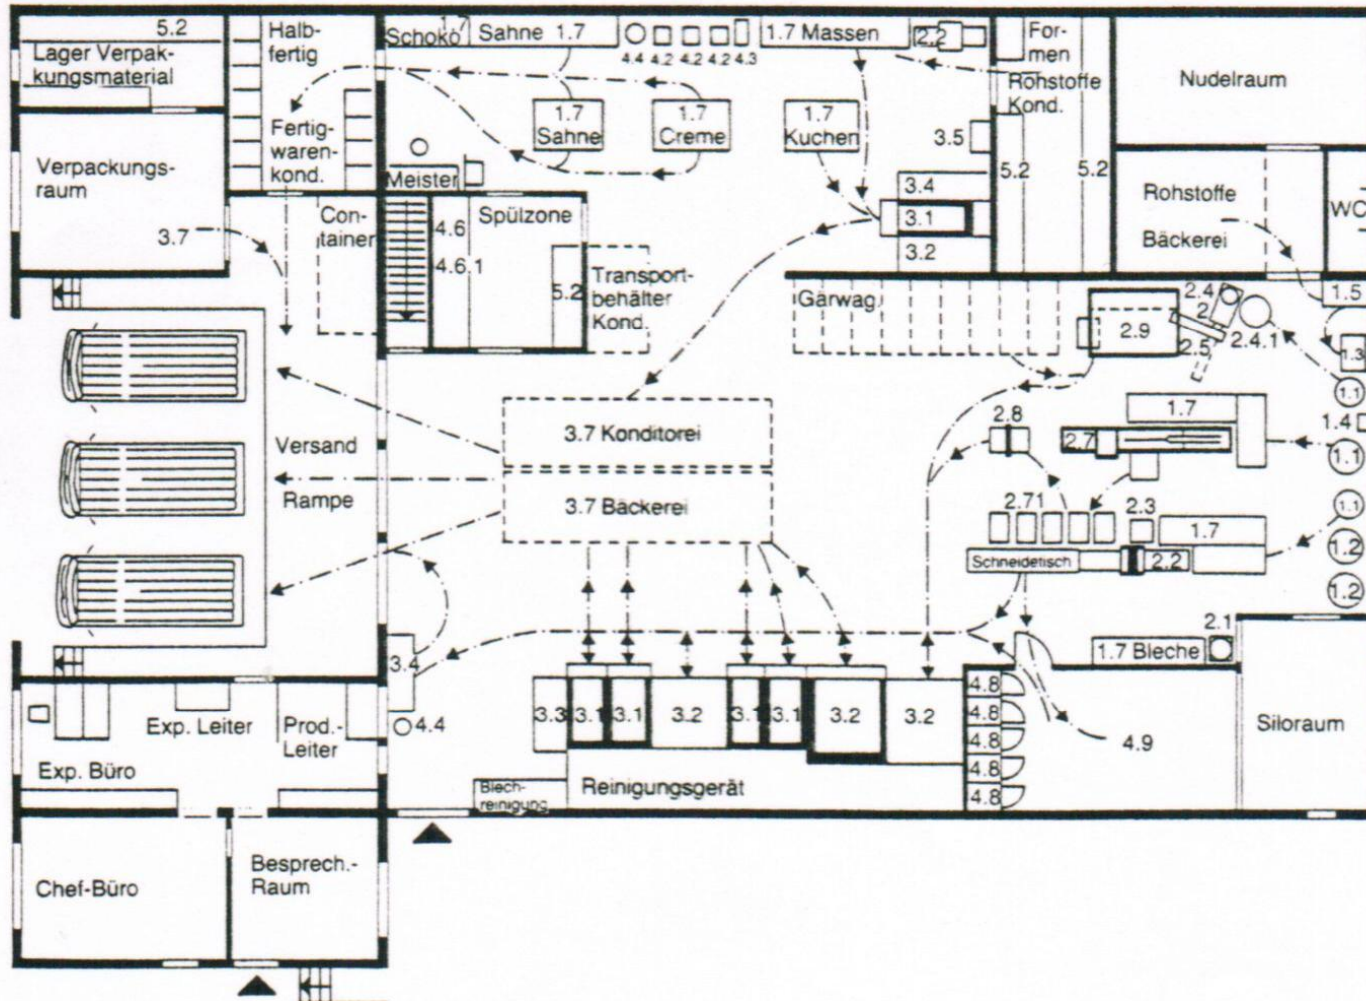 5.2
Lager Verpak-
kungsmaterial
Halb-
fertig
Fertig-
waren-
kond.
Verpackungs-
raum
3.7
Con-
tainer
Schoko
1.7
Sahne 1.7
4.4 4.2 4.2 4.2 4.3
1.7 Massen
2.2
For-
men
Rohstoffe
Kond.
Nudelraum
1.7
Sahne
1.7
Creme
1.7
Kuchen
3.5
5.2
5.2
Meister
3.4
3.1
3.2
Rohstoffe
Bäckerei
WC
4.6
4.6.1
Spülzone
5.2
Transport-
behälter
Kond.
Garwag.
2.9
2.4
2
2.5
2.4.1
1.5
1.3
1.1
1.4
1.1
1.1
1.2
1.2
1.7
2.8
2.7
2.71
2.3
1.7
Schneidetisch
2.2
3.7 Konditorei
3.7 Bäckerei
Versand
Rampe
2.1
1.7 Bleche
3.4
4.4
3.3
3.1
3.1
3.2
3.1
3.1
3.2
3.2
4.8
4.8
4.8
4.8
4.8
4.9
Siloraum
Exp. Leiter
Prod.-
Leiter
Exp. Büro
Blech-
reinigung
Reinigungsgerät
Chef-Büro
Besprech.-
Raum